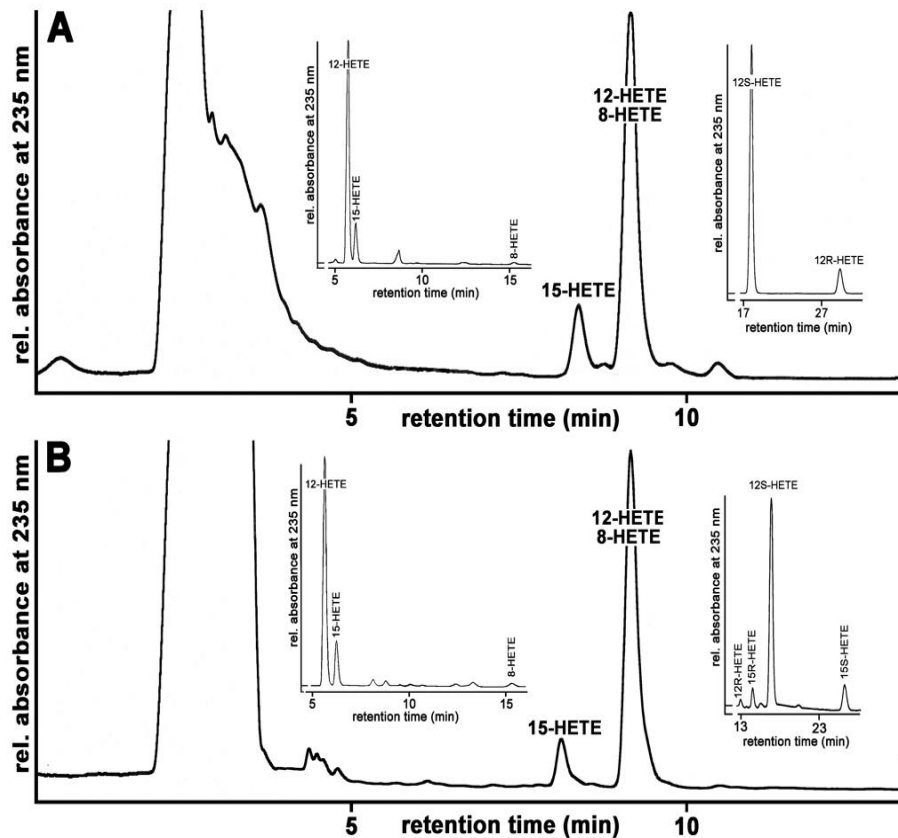 A
rel. absorbance at 235 nm
12-HETE
8-HETE
15-HETE
5
10
retention time (min)
rel. absorbance at 235 nm
12-HETE
15-HETE
8-HETE
5
10
15
retention time (min)
rel. absorbance at 235 nm
12S-HETE
12R-HETE
17
27
retention time (min)
B
rel. absorbance at 235 nm
12-HETE
8-HETE
15-HETE
5
10
retention time (min)
rel. absorbance at 235 nm
12-HETE
15-HETE
8-HETE
5
10
15
retention time (min)
rel. absorbance at 235 nm
12S-HETE
12R-HETE
15R-HETE
15S-HETE
13
23
retention time (min)